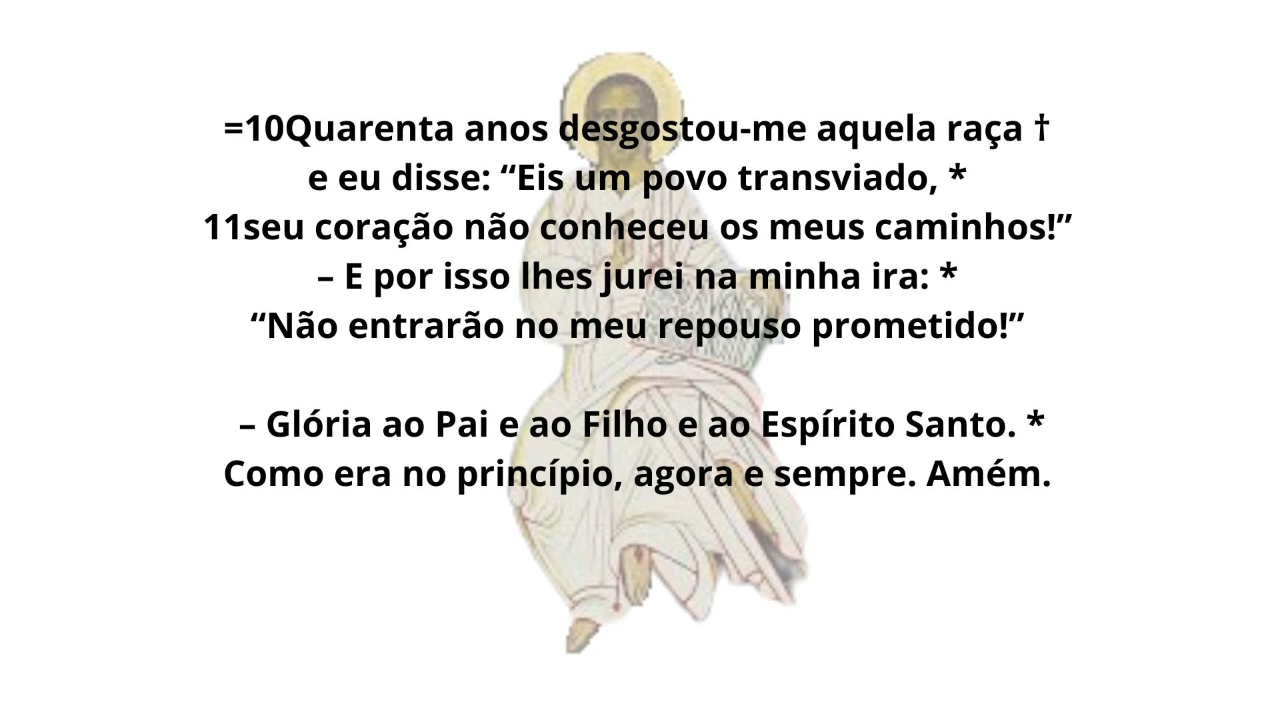 =10Quarenta anos desgostou-me aquela raça †
e eu disse: “Eis um povo transviado, *
11seu coração não conheceu os meus caminhos!”
– E por isso lhes jurei na minha ira: *
“Não entrarão no meu repouso prometido!”
– Glória ao Pai e ao Filho e ao Espírito Santo. *
Como era no princípio, agora e sempre. Amém.